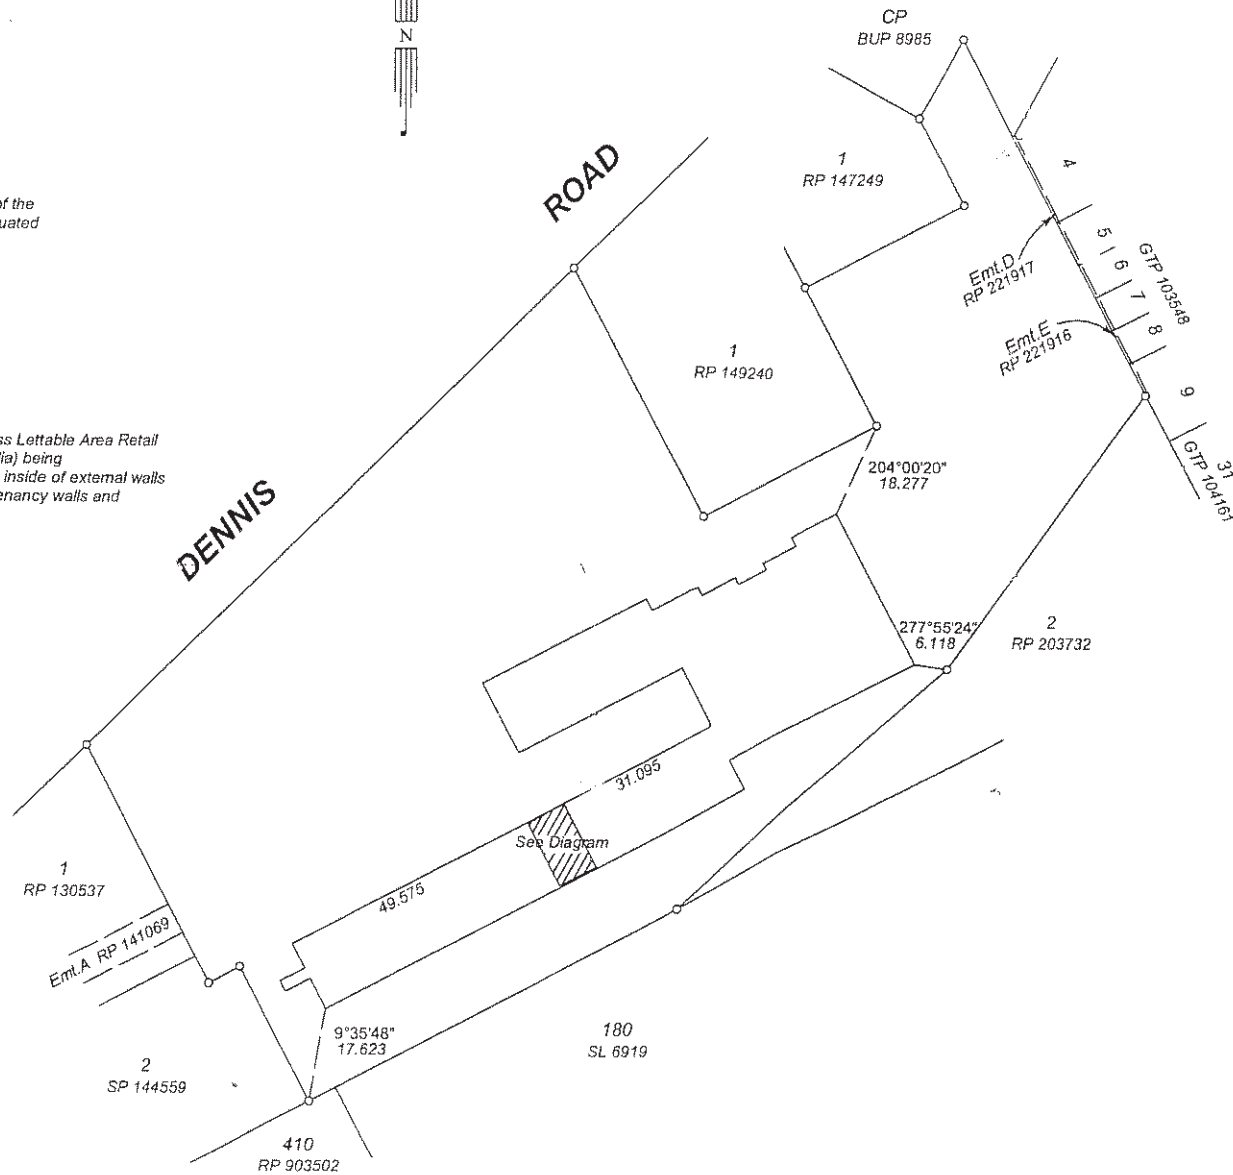 N
CP
BUP 8985
of the
uated
ROAD
1
RP 147249
4
5
6
7
8
9
GTP 103548
Emt.D
RP 221917
Emt.E
RP 221916
31
GTP 104161
1
RP 149240
ss Lettable Area Retail
lia) being
inside of external walls
enancy walls and
DENNIS
204°00'20"
18.277
277°55'24"
6.118
2
RP 203732
31.095
See Diagram
49.575
1
RP 130537
Emt.A RP 141069
9°35'48"
17.623
180
SL 6919
2
SP 144559
410
RP 903502